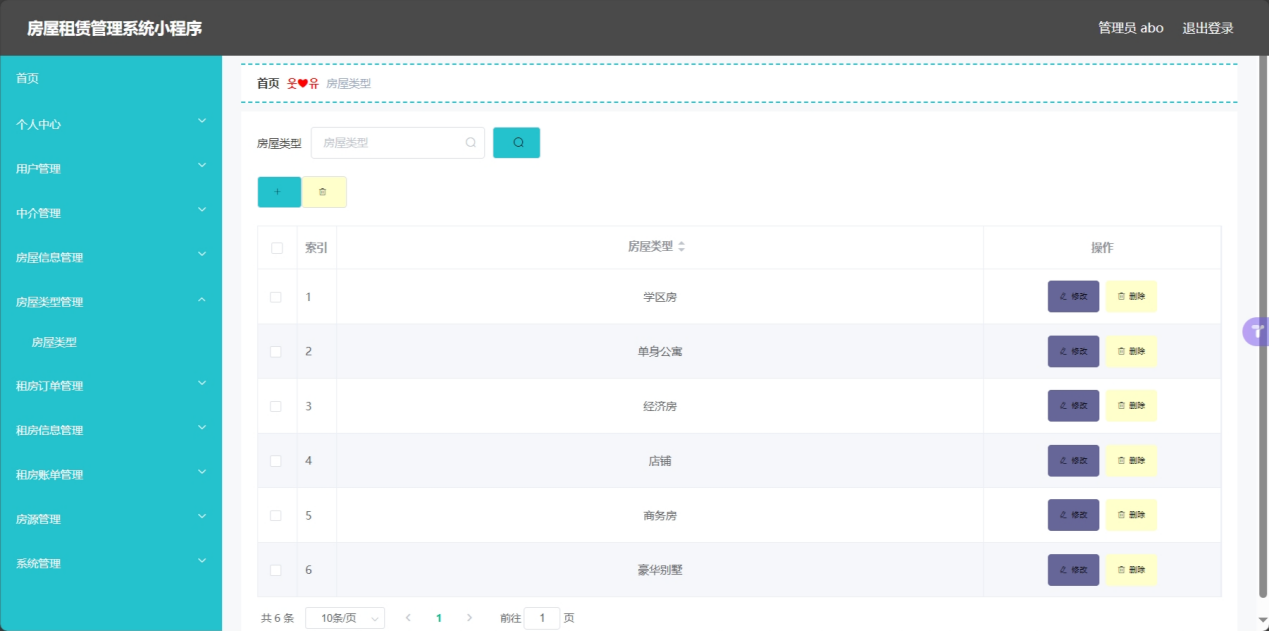 房屋租赁管理系统小程序
管理员 abo 退出登录
首页
个人中心
用户管理
中介管理
房屋信息管理
房屋类型管理
房屋类型
租房订单管理
租房信息管理
租房账单管理
房源管理
系统管理
首页 웃❤유 房屋类型
房屋类型 房屋类型
索引 房屋类型 操作
1 学区房 修改 删除
2 单身公寓 修改 删除
3 经济房 修改 删除
4 店铺 修改 删除
5 商务房 修改 删除
6 豪华别墅 修改 删除
共 6 条 10条/页 1 前往 1 页